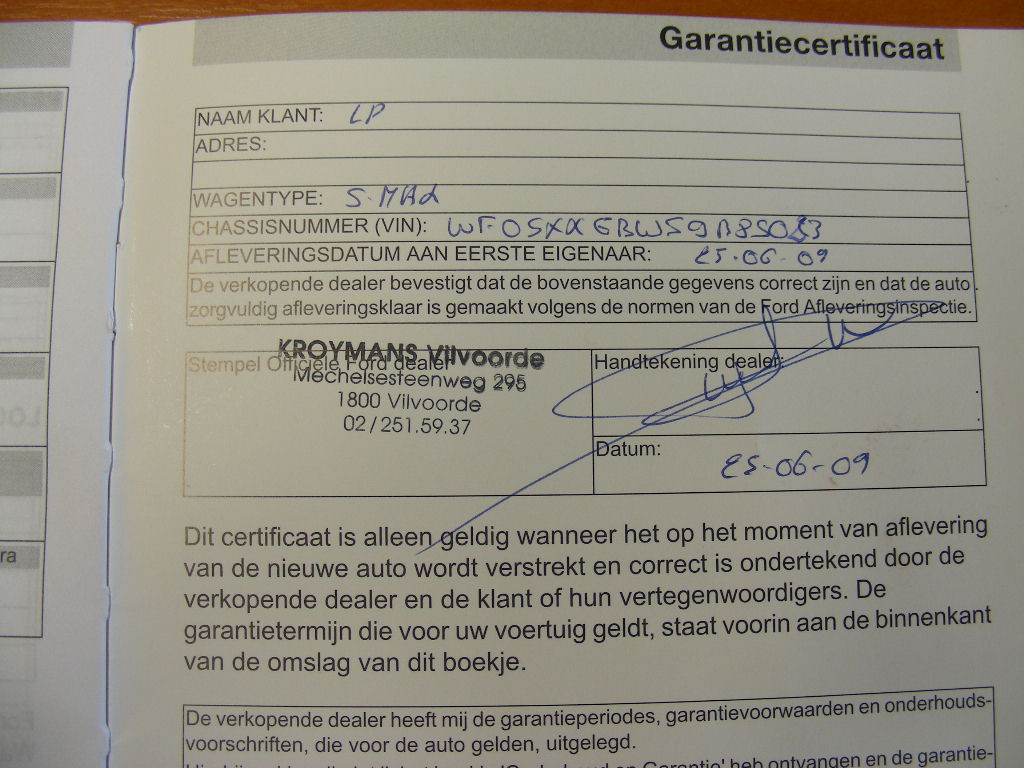 Garantiecertificaat
NAAM KLANT: LP
ADRES:
WAGENTYPE: S-MAX
CHASSISNUMMER (VIN):
AFLEVERINGSDATUM AAN EERSTE EIGENAAR: 25-06-09
De verkopende dealer bevestigt dat de bovenstaande gegevens correct zijn en dat de auto
zorgvuldig afleveringsklaar is gemaakt volgens de normen van de Ford Afleveringsinspectie.
Stempel Officiële Ford dealer
KROYMANS Vilvoorde
Mechelsesteenweg 295
1800 Vilvoorde
02/251.59.37
Handtekening dealer
Datum: 25-06-09
Dit certificaat is alleen geldig wanneer het op het moment van aflevering
van de nieuwe auto wordt verstrekt en correct is ondertekend door de
verkopende dealer en de klant of hun vertegenwoordigers. De
garantietermijn die voor uw voertuig geldt, staat voorin aan de binnenkant
van de omslag van dit boekje.
De verkopende dealer heeft mij de garantieperiodes, garantievoorwaarden en onderhouds-
voorschriften, die voor de auto gelden, uitgelegd.
ra